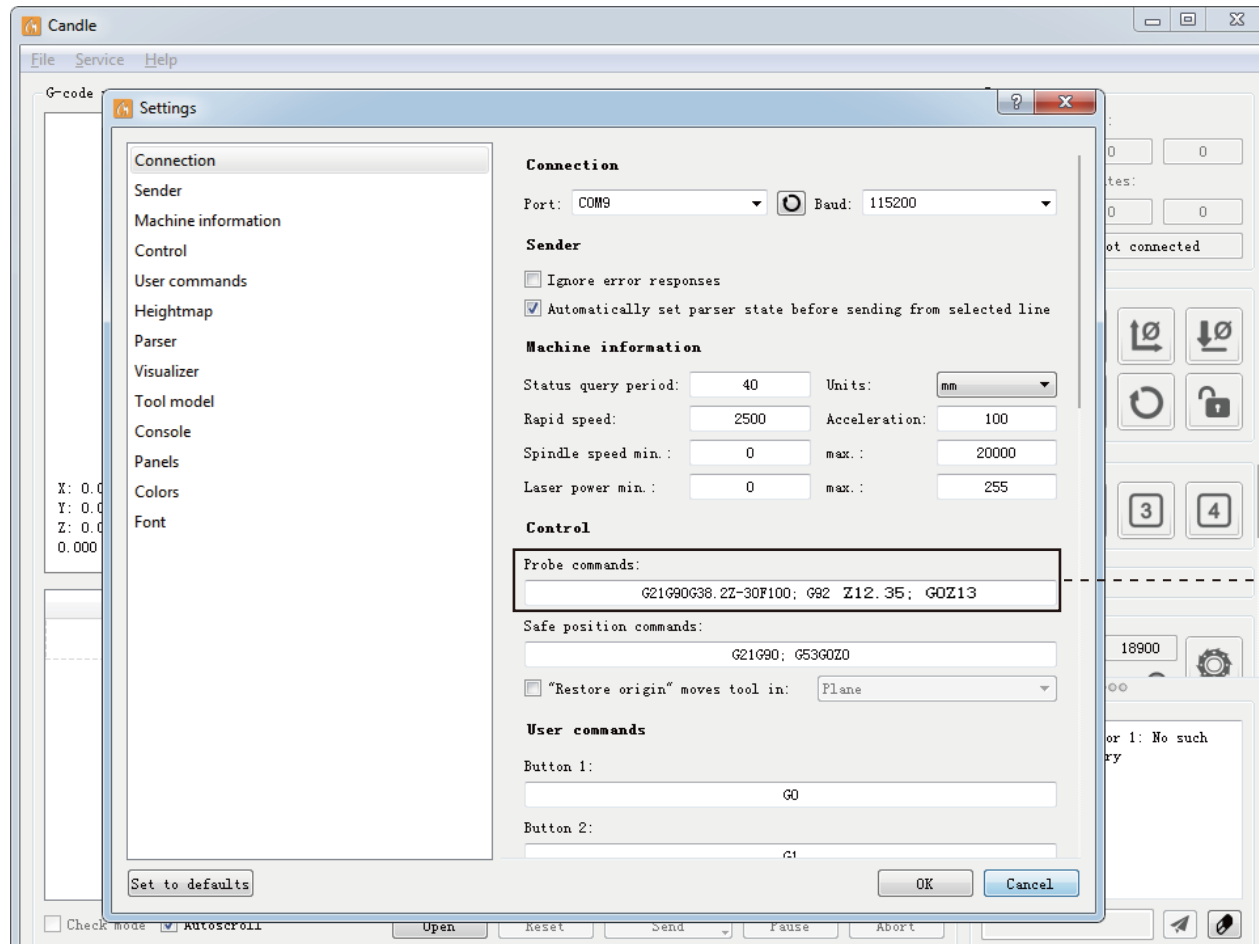 Candle
File Service Help
G-code
Settings
Connection
Sender
Machine information
Control
User commands
Heightmap
Parser
Visualizer
Tool model
Console
Panels
Colors
Font
Connection
Port: COM9 Baud: 115200
Sender
Ignore error responses
Automatically set parser state before sending from selected line
Machine information
Status query period: 40 Units: mm
Rapid speed: 2500 Acceleration: 100
Spindle speed min.: 0 max.: 20000
Laser power min.: 0 max.: 255
Control
Probe commands:
G21G90G38.2Z-30F100; G92 Z12.35; G0Z13
Safe position commands:
G21G90; G53G0Z0
"Restore origin" moves tool in: Plane
User commands
Button 1:
G0
Button 2:
G1
Set to defaults OK Cancel
0 0
tes:
0 0
ot connected
3 4
18900
or 1: No such
ry
X: 0.0
Y: 0.0
Z: 0.0
0.000
Check mode Autoscroll Open Reset Send Pause Abort